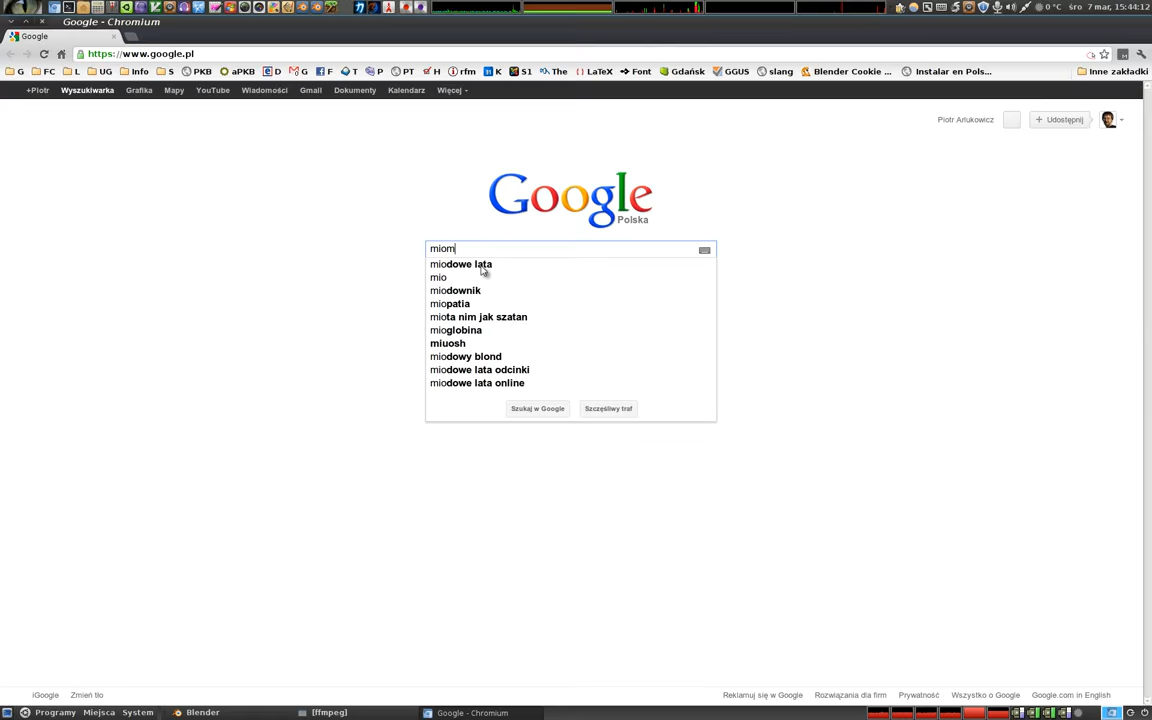 0 °C śro 7 mar, 15:44:12
Google - Chromium
Google
https://www.google.pl
G FC L UG Info S PKB aPKB D G F T P PT H rfm K S1 The LaTeX Font Gdańsk GGUS slang Blender Cookie ... Instalar en Pols... Inne zakładki
+Piotr Wyszukiwarka Grafika Mapy YouTube Wiadomości Gmail Dokumenty Kalendarz Więcej
Piotr Arlukowicz + Udostępnij
Google
Polska
miom
miodowe lata
mio
miodownik
miopatia
miota nim jak szatan
mioglobina
miuosh
miodowy blond
miodowe lata odcinki
miodowe lata online
Szukaj w Google Szczęśliwy traf
iGoogle Zmień tło Reklamuj się w Google Rozwiązania dla firm Prywatność Wszystko o Google Google.com in English
Programy Miejsca System Blender [ffmpeg] Google - Chromium